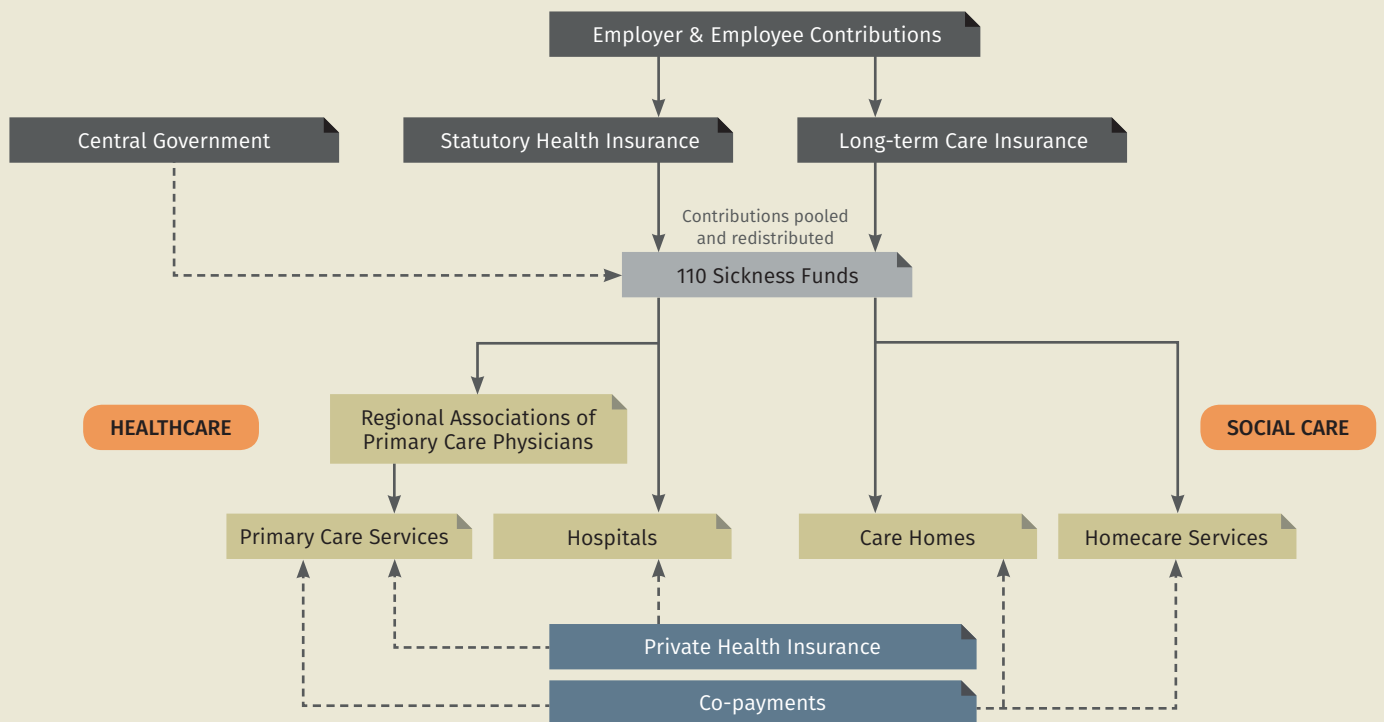 Employer & Employee Contributions
Central Government
Statutory Health Insurance
Long-term Care Insurance
Contributions pooled
and redistributed
110 Sickness Funds
HEALTHCARE
Regional Associations of
Primary Care Physicians
SOCIAL CARE
Primary Care Services
Hospitals
Care Homes
Homecare Services
Private Health Insurance
Co-payments